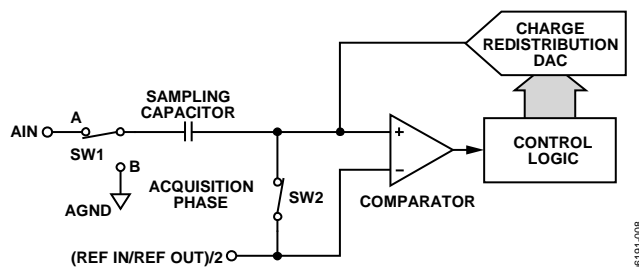 CHARGE
REDISTRIBUTION
DAC
SAMPLING
CAPACITOR
A
AIN
SW1
B
AGND
ACQUISITION
PHASE
SW2
+
−
COMPARATOR
CONTROL
LOGIC
(REF IN/REF OUT)/2